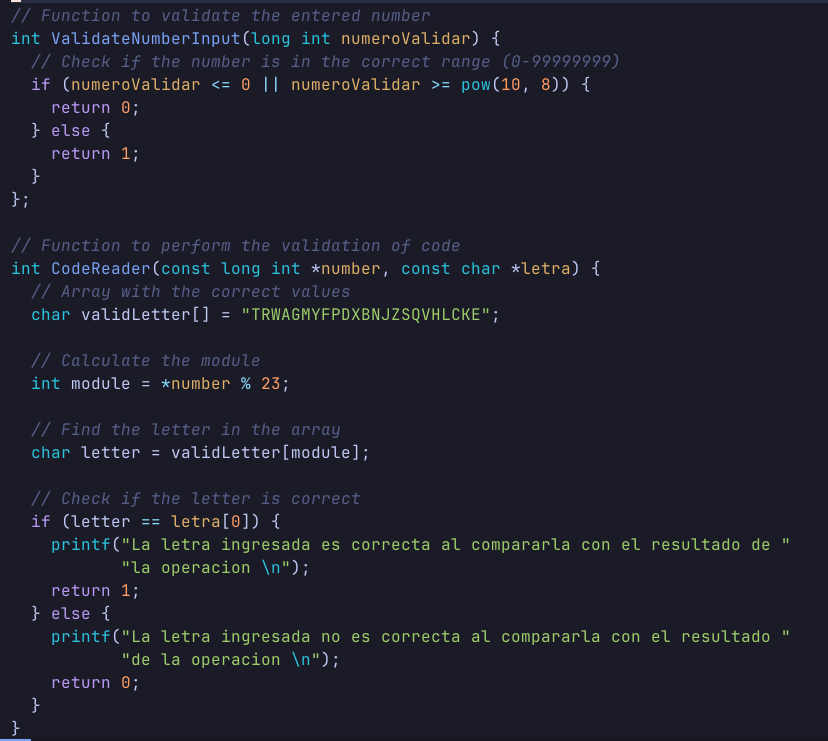 // Function to validate the entered number
int ValidateNumberInput(long int numeroValidar) {
  // Check if the number is in the correct range (0-99999999)
  if (numeroValidar <= 0 || numeroValidar >= pow(10, 8)) {
    return 0;
  } else {
    return 1;
  }
};

// Function to perform the validation of code
int CodeReader(const long int *number, const char *letra) {
  // Array with the correct values
  char validLetter[] = "TRWAGMYFPDXBNJZSQVHLCKE";

  // Calculate the module
  int module = *number % 23;

  // Find the letter in the array
  char letter = validLetter[module];

  // Check if the letter is correct
  if (letter == letra[0]) {
    printf("La letra ingresada es correcta al compararla con el resultado de "
           "la operacion \n");
    return 1;
  } else {
    printf("La letra ingresada no es correcta al compararla con el resultado "
           "de la operacion \n");
    return 0;
  }
}